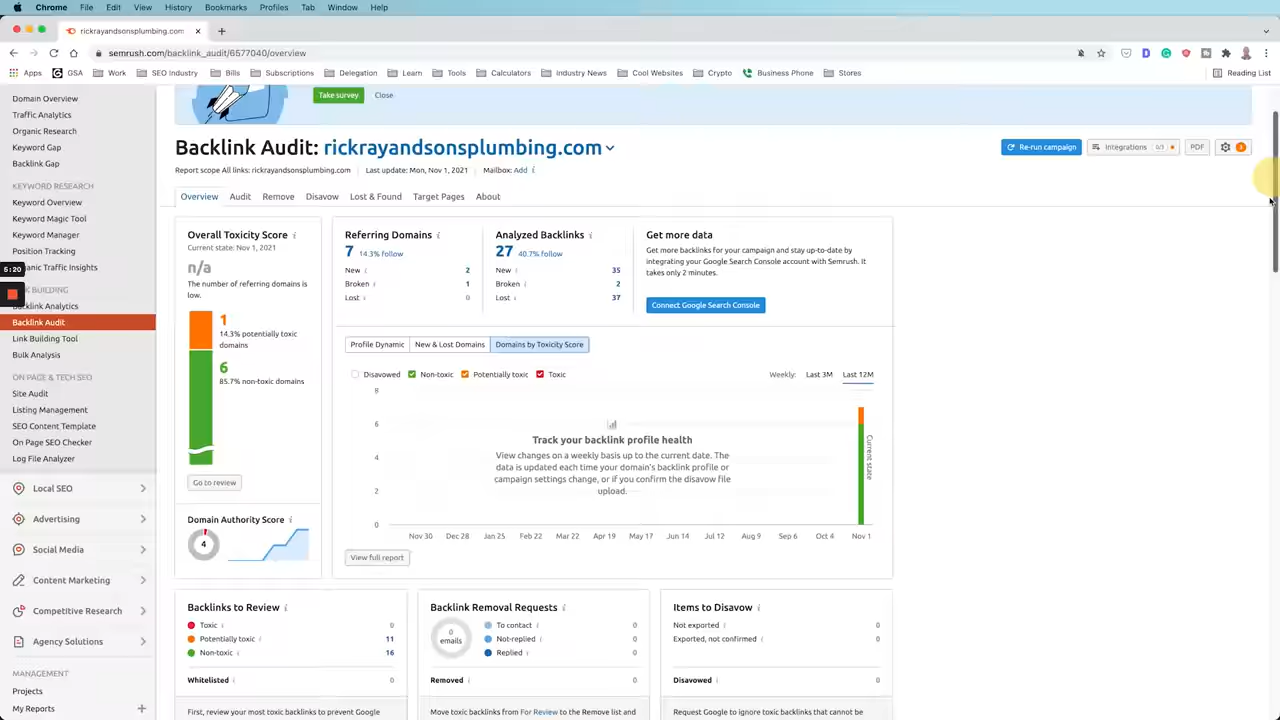 Chrome File Edit View History Bookmarks Profiles Tab Window Help
rickrayandsonsplumbing.com
semrush.com/backlink_audit/6577040/overview
Apps GSA Work SEO Industry Bills Subscriptions Delegation Learn Tools Calculators Industry News Cool Websites Crypto Business Phone Stores Reading List
Domain Overview
Traffic Analytics
Organic Research
Keyword Gap
Backlink Gap
KEYWORD RESEARCH
Keyword Overview
Keyword Magic Tool
Keyword Manager
Position Tracking
Organic Traffic Insights
5:20
BUILDING
Backlink Analytics
Backlink Audit
Link Building Tool
Bulk Analysis
ON PAGE & TECH SEO
Site Audit
Listing Management
SEO Content Template
On Page SEO Checker
Log File Analyzer
Local SEO
Advertising
Social Media
Content Marketing
Competitive Research
Agency Solutions
MANAGEMENT
Projects
My Reports
Take survey Close
Backlink Audit: rickrayandsonsplumbing.com
Re-run campaign Integrations 0/3 PDF 3
Report scope All links: rickrayandsonsplumbing.com Last update: Mon, Nov 1, 2021 Mailbox: Add
Overview Audit Remove Disavow Lost & Found Target Pages About
Overall Toxicity Score
Current state: Nov 1, 2021
n/a
The number of referring domains is
low.
1
14.3% potentially toxic
domains
6
85.7% non-toxic domains
Go to review
Domain Authority Score
4
Referring Domains
7 14.3% follow
New 2
Broken 1
Lost 0
Analyzed Backlinks
27 40.7% follow
New 35
Broken 2
Lost 37
Get more data
Get more backlinks for your campaign and stay up-to-date by
integrating your Google Search Console account with Semrush. It
takes only 2 minutes.
Connect Google Search Console
Profile Dynamic New & Lost Domains Domains by Toxicity Score
Disavowed Non-toxic Potentially toxic Toxic Weekly: Last 3M Last 12M
8
6
4
2
0
Track your backlink profile health
View changes on a weekly basis up to the current date. The
data is updated each time your domain's backlink profile or
campaign settings change, or if you confirm the disavow file
upload.
Current state
Nov 30 Dec 28 Jan 25 Feb 22 Mar 22 Apr 19 May 17 Jun 14 Jul 12 Aug 9 Sep 6 Oct 4 Nov 1
View full report
Backlinks to Review
Toxic 0
Potentially toxic 11
Non-toxic 16
Whitelisted 0
First, review your most toxic backlinks to prevent Google
Backlink Removal Requests
0
emails
To contact 0
Not-replied 0
Replied 0
Removed 0
Move toxic backlinks from For Review to the Remove list and
Items to Disavow
Not exported 0
Exported, not confirmed 0
Disavowed 0
Request Google to ignore toxic backlinks that cannot be